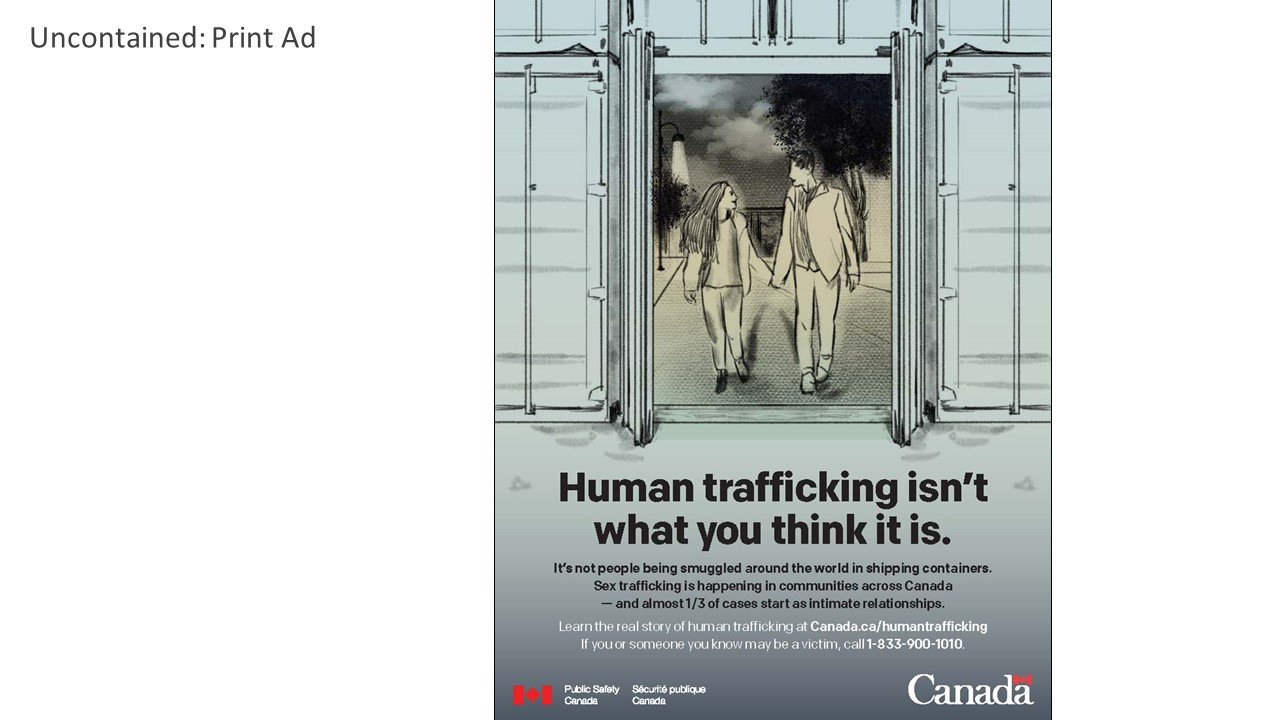 Uncontained: Print Ad
Human trafficking isn't
what you think it is.
It's not people being smuggled around the world in shipping containers.
Sex trafficking is happening in communities across Canada
— and almost 1/3 of cases start as intimate relationships.
Learn the real story of human trafficking at Canada.ca/humantrafficking
If you or someone you know may be a victim, call 1-833-900-1010.
Public Safety Sécurité publique
Canada Canada
Canada